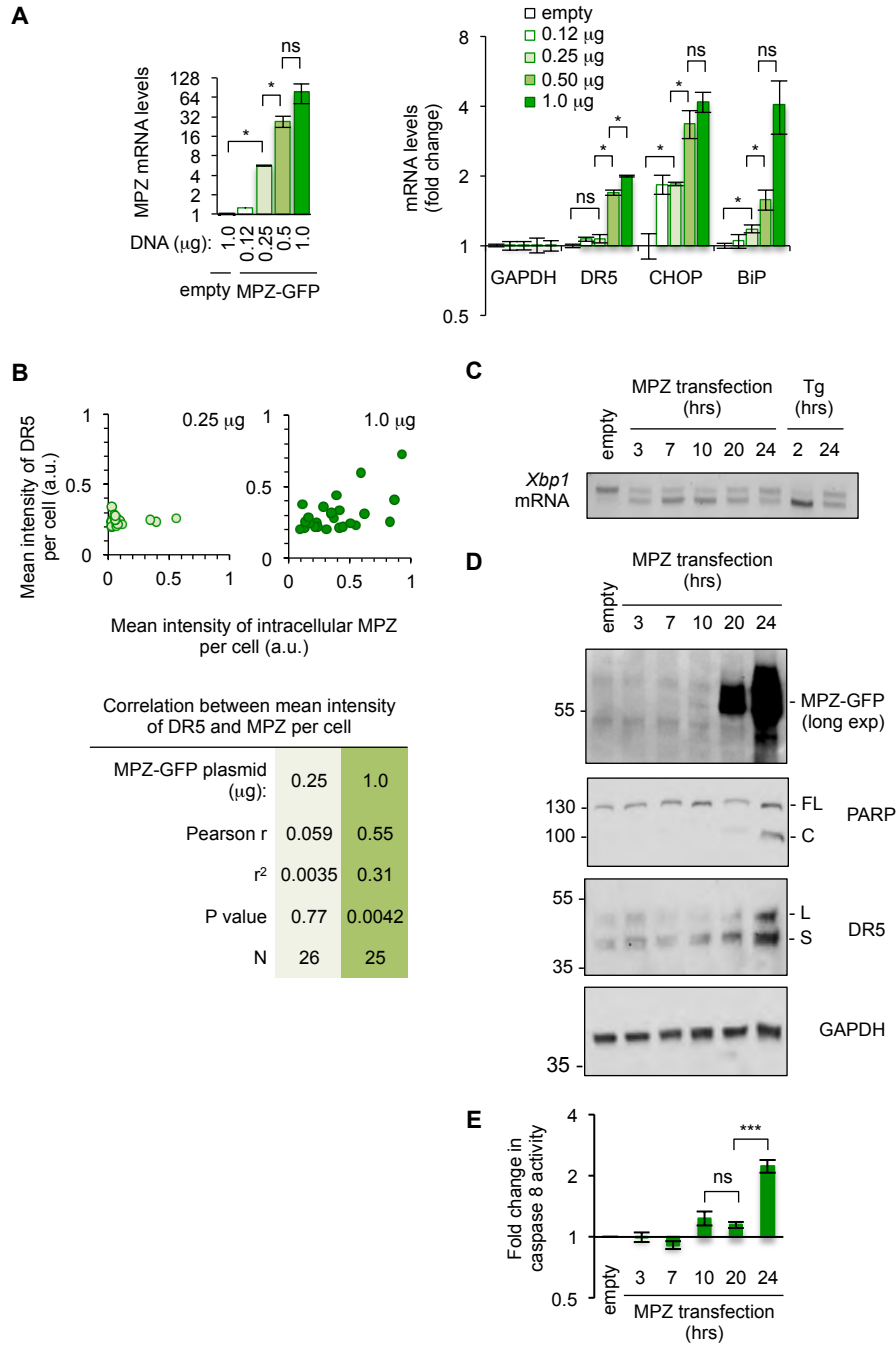 A
MPZ mRNA levels
128
64
32
16
8
4
2
1
*
*
ns
DNA (μg):
1.0
0.12
0.25
0.5
1.0
empty
MPZ-GFP
mRNA levels
(fold change)
8
4
2
1
0.5
empty
0.12 μg
0.25 μg
0.50 μg
1.0 μg
ns
*
*
*
*
ns
*
*
ns
GAPDH
DR5
CHOP
BiP
B
Mean intensity of DR5
per cell (a.u.)
1
0.5
0
0.25 μg
0
0.5
1
1
0.5
0
1.0 μg
0
0.5
1
Mean intensity of intracellular MPZ
per cell (a.u.)
Correlation between mean intensity
of DR5 and MPZ per cell
MPZ-GFP plasmid
(μg):
0.25
1.0
Pearson r
0.059
0.55
r²
0.0035
0.31
P value
0.77
0.0042
N
26
25
C
MPZ transfection
(hrs)
Tg
(hrs)
empty
3
7
10
20
24
2
24
Xbp1
mRNA
D
MPZ transfection
(hrs)
empty
3
7
10
20
24
55
MPZ-GFP
(long exp)
130
100
FL
C
PARP
55
35
L
S
DR5
GAPDH
35
E
Fold change in
caspase 8 activity
4
2
1
0.5
ns
***
empty
3
7
10
20
24
MPZ transfection
(hrs)